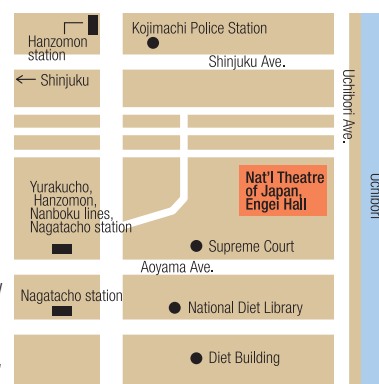 Kojimachi Police Station
Hanzomon
station
Shinjuku Ave.
← Shinjuku
Uchibori Ave.
Uchibori
Nat'l Theatre
of Japan,
Engei Hall
Yurakucho,
Hanzomon,
Nanboku lines,
Nagatacho station
Supreme Court
Aoyama Ave.
Nagatacho station
National Diet Library
Diet Building